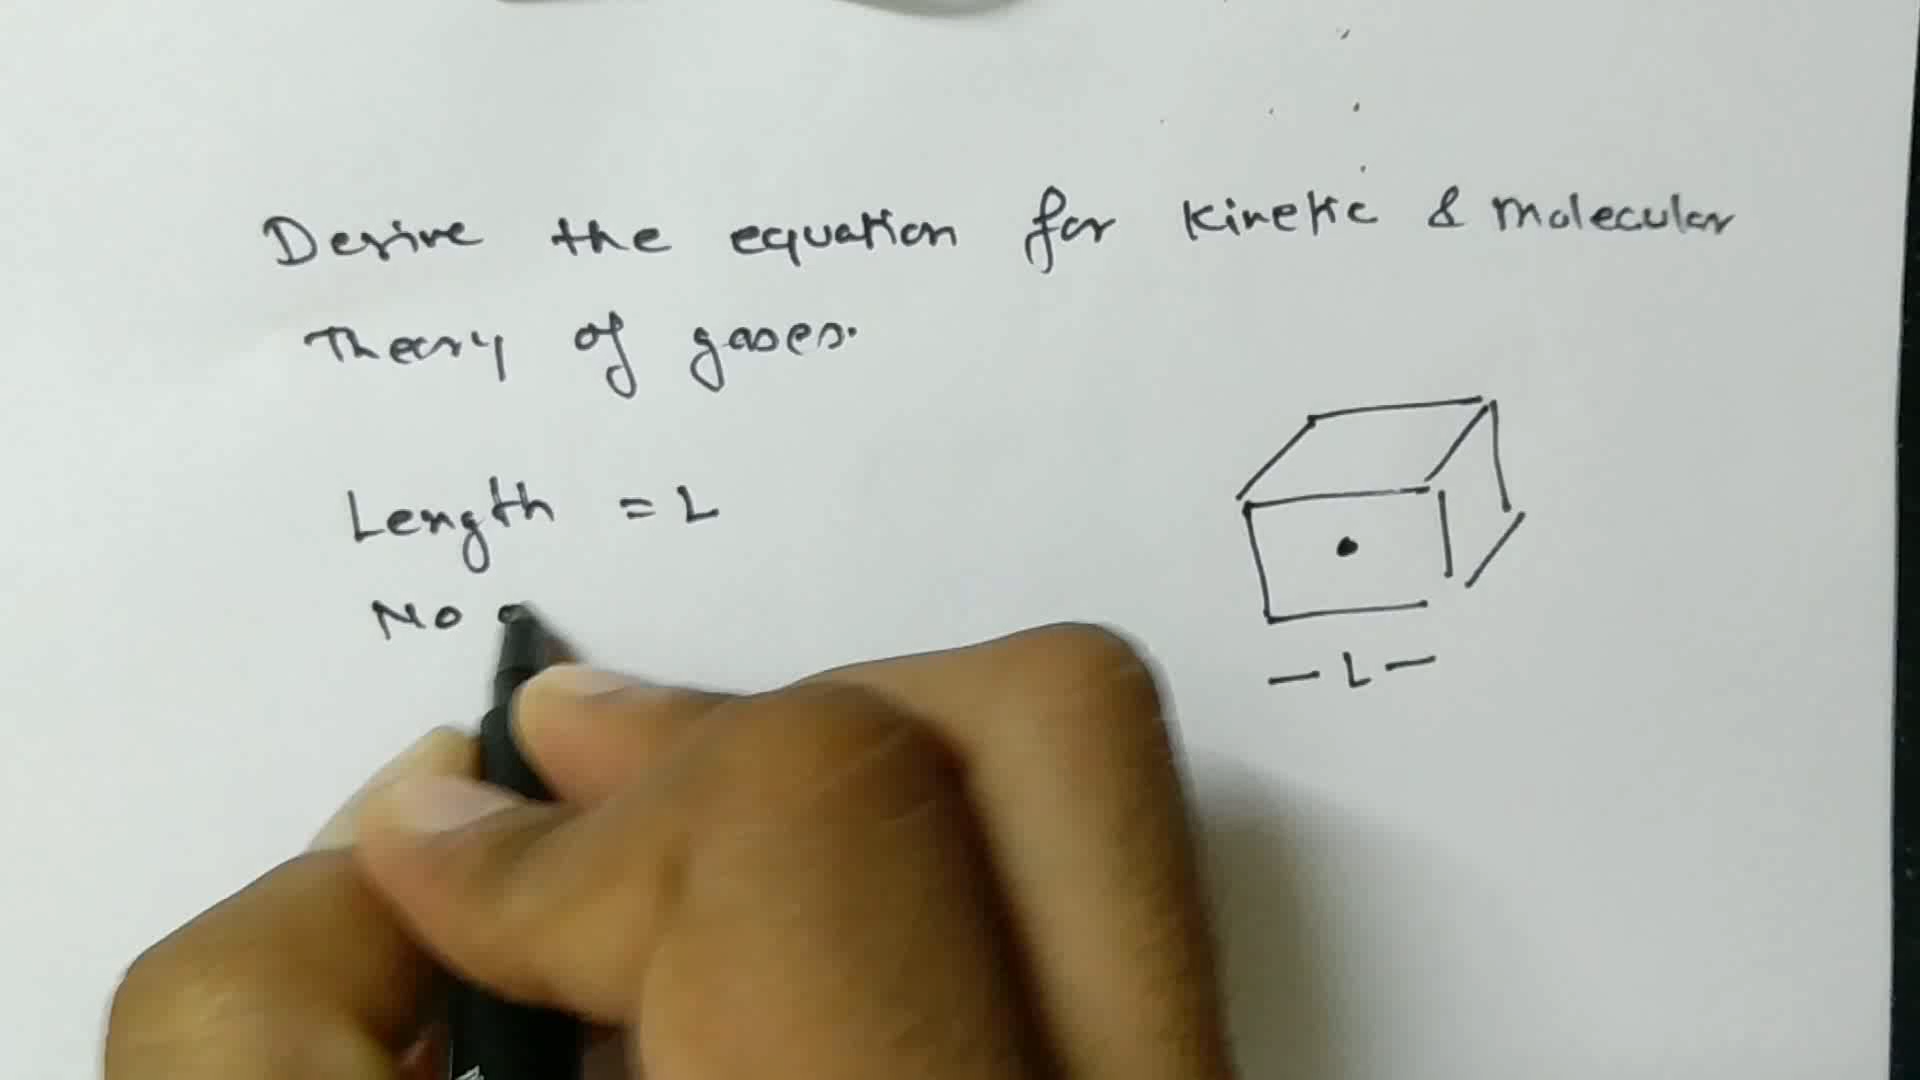 Derive the equation for Kinetic & Molecular
Theory of gases.
Length = L
No o
- L -